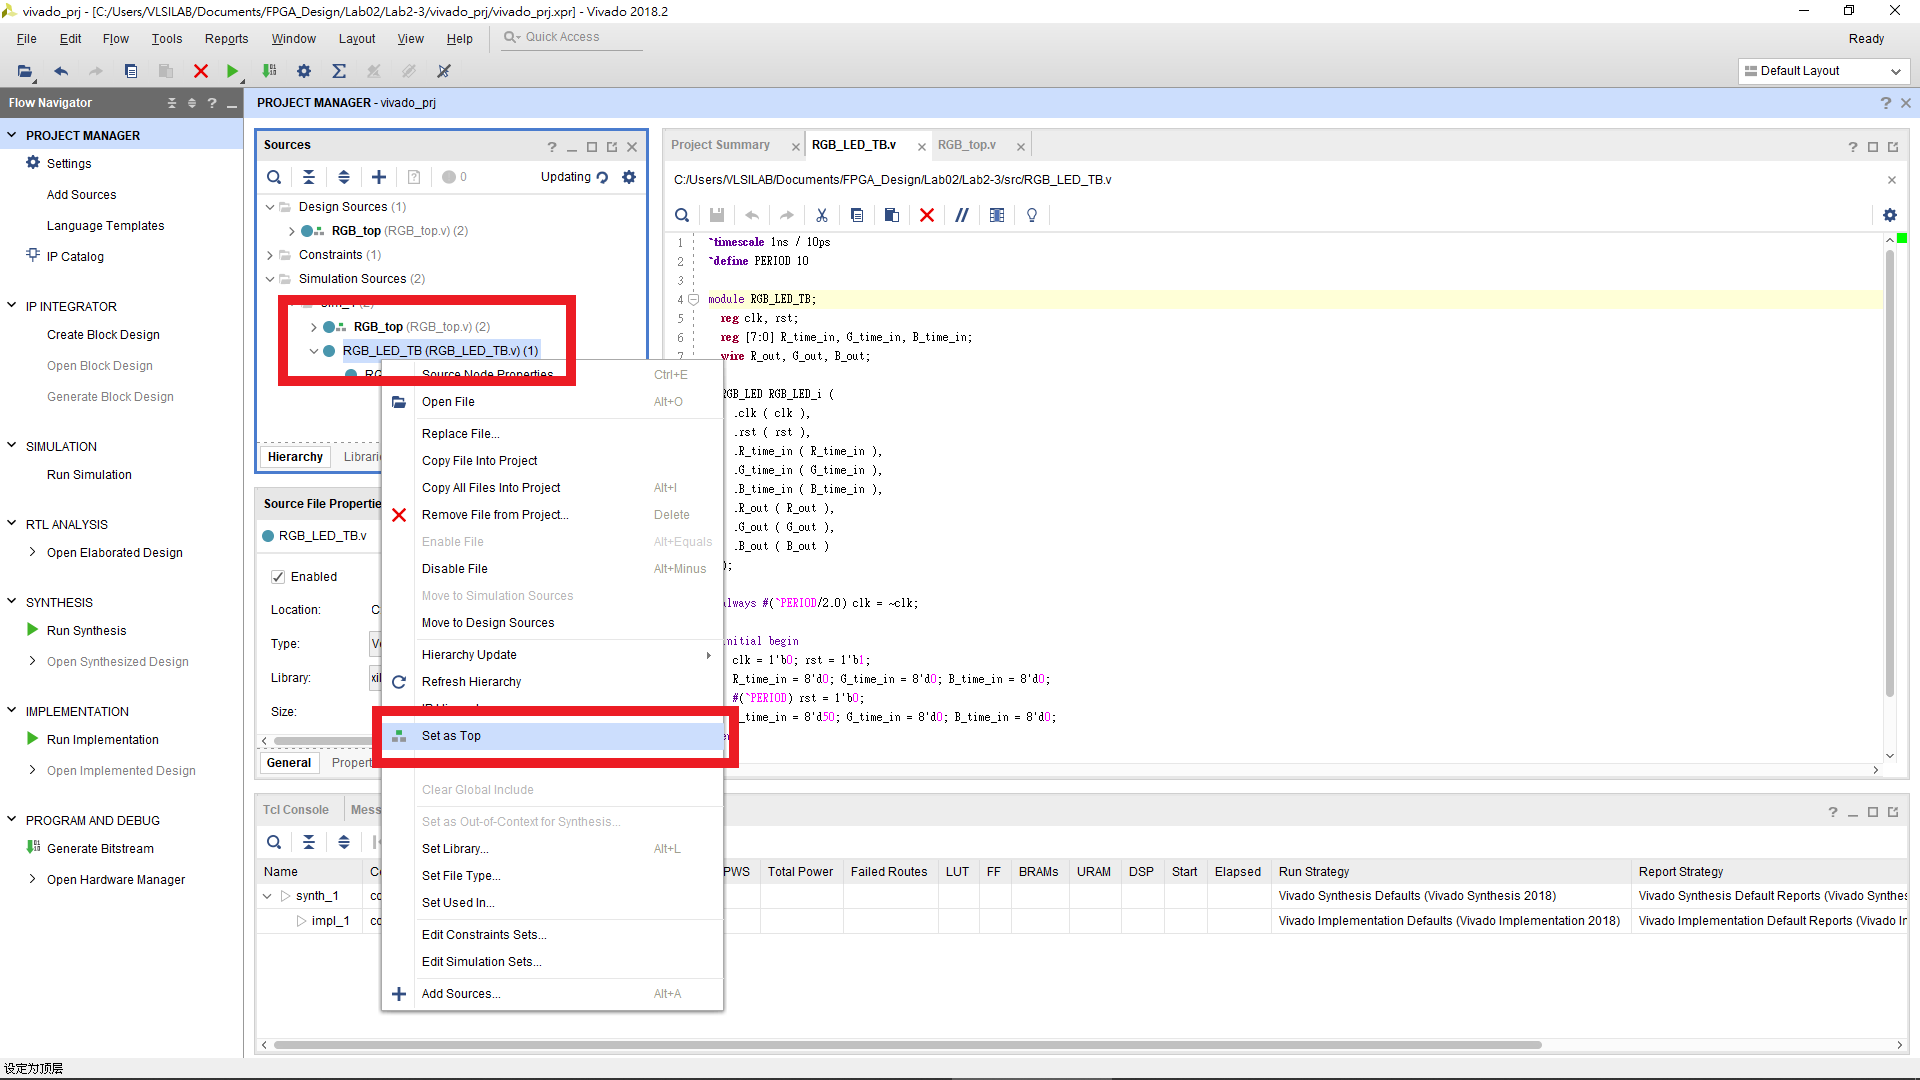 vivado_prj - [C:/Users/VLSILAB/Documents/FPGA_Design/Lab02/Lab2-3/vivado_prj/vivado_prj.xpr] - Vivado 2018.2
File Edit Flow Tools Reports Window Layout View Help Quick Access Ready
Default Layout
Flow Navigator
PROJECT MANAGER - vivado_prj
PROJECT MANAGER
Settings
Add Sources
Language Templates
IP Catalog
IP INTEGRATOR
Create Block Design
Open Block Design
Generate Block Design
SIMULATION
Run Simulation
RTL ANALYSIS
Open Elaborated Design
SYNTHESIS
Run Synthesis
Open Synthesized Design
IMPLEMENTATION
Run Implementation
Open Implemented Design
PROGRAM AND DEBUG
Generate Bitstream
Open Hardware Manager
Sources
0 Updating
Design Sources (1)
RGB_top (RGB_top.v) (2)
Constraints (1)
Simulation Sources (2)
RGB_top (RGB_top.v) (2)
RGB_LED_TB (RGB_LED_TB.v) (1)
Hierarchy
Source File Properties
RGB_LED_TB.v
Enabled
Location:
Type:
Library:
Size:
General
Source Node Properties Ctrl+E
Open File Alt+O
Replace File...
Copy File Into Project
Copy All Files Into Project Alt+I
Remove File from Project... Delete
Enable File Alt+Equals
Disable File Alt+Minus
Move to Simulation Sources
Move to Design Sources
Hierarchy Update
Refresh Hierarchy
Set as Top
Clear Global Include
Set as Out-of-Context for Synthesis...
Set Library... Alt+L
Set File Type...
Set Used In...
Edit Constraints Sets...
Edit Simulation Sets...
Add Sources... Alt+A
Project Summary RGB_LED_TB.v RGB_top.v
C:/Users/VLSILAB/Documents/FPGA_Design/Lab02/Lab2-3/src/RGB_LED_TB.v
1 `timescale 1ns / 10ps
2 `define PERIOD 10
3
4 module RGB_LED_TB;
5 reg clk, rst;
6 reg [7:0] R_time_in, G_time_in, B_time_in;
7 wire R_out, G_out, B_out;
RGB_LED RGB_LED_i (
.clk ( clk ),
.rst ( rst ),
.R_time_in ( R_time_in ),
.G_time_in ( G_time_in ),
.B_time_in ( B_time_in ),
.R_out ( R_out ),
.G_out ( G_out ),
.B_out ( B_out )
);
always #(`PERIOD/2.0) clk = ~clk;
initial begin
clk = 1'b0; rst = 1'b1;
R_time_in = 8'd0; G_time_in = 8'd0; B_time_in = 8'd0;
#(`PERIOD) rst = 1'b0;
_time_in = 8'd50; G_time_in = 8'd0; B_time_in = 8'd0;
Tcl Console
Name PWS Total Power Failed Routes LUT FF BRAMs URAM DSP Start Elapsed Run Strategy Report Strategy
synth_1 Vivado Synthesis Defaults (Vivado Synthesis 2018) Vivado Synthesis Default Reports (Vivado Synthes
impl_1 Vivado Implementation Defaults (Vivado Implementation 2018) Vivado Implementation Default Reports (Vivado Ir
设定为顶层